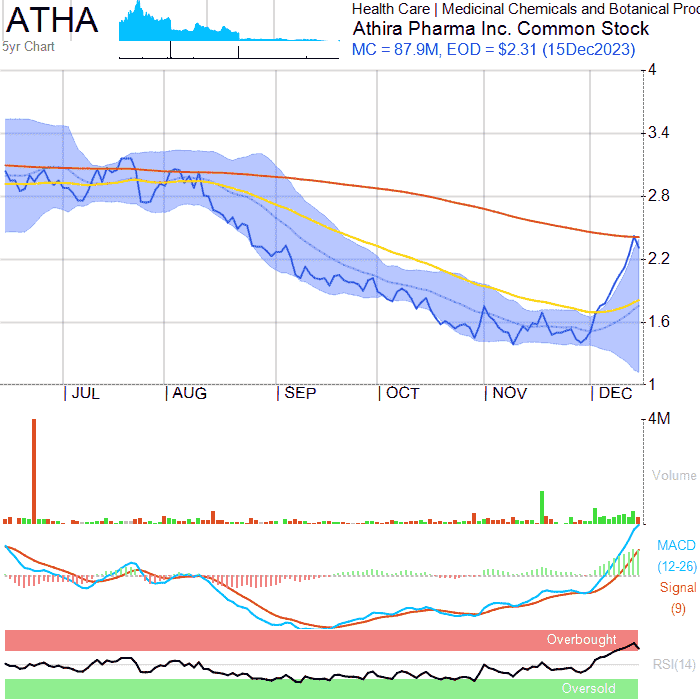 ATHA
5yr Chart
Health Care | Medicinal Chemicals and Botanical Proc
Athira Pharma Inc. Common Stock
MC = 87.9M, EOD = $2.31 (15Dec2023)
4
3.4
2.8
2.2
1.6
1
JUL
AUG
SEP
OCT
NOV
DEC
4M
Volume
MACD
(12-26)
Signal
(9)
Overbought
RSI(14)
Oversold